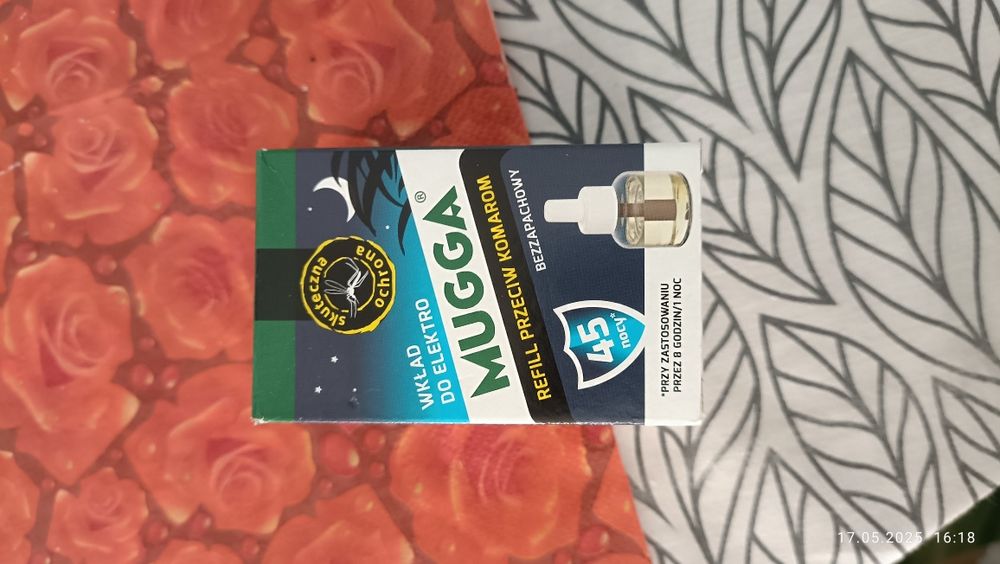 skuteczna
ochrona
WKŁAD
DO ELEKTRO
MUGGA®
REFILL PRZECIW KOMAROM
BEZZAPACHOWY
45
nocy*
*PRZY ZASTOSOWANIU
PRZEZ 8 GODZIN/1 NOC
17.05.2025 16:18